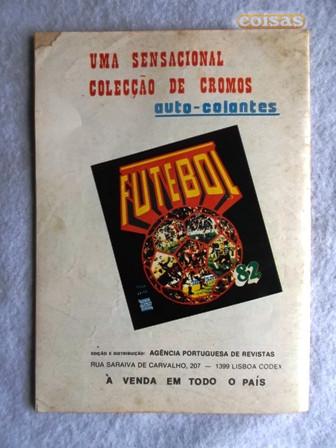 coisas
UMA SENSACIONAL
COLECÇÃO DE CROMOS
auto-colantes
FUTEBOL
82
EDIÇÃO E DISTRIBUIÇÃO: AGÊNCIA PORTUGUESA DE REVISTAS
RUA SARAIVA DE CARVALHO, 207 — 1399 LISBOA CODEX
À VENDA EM TODO O PAÍS